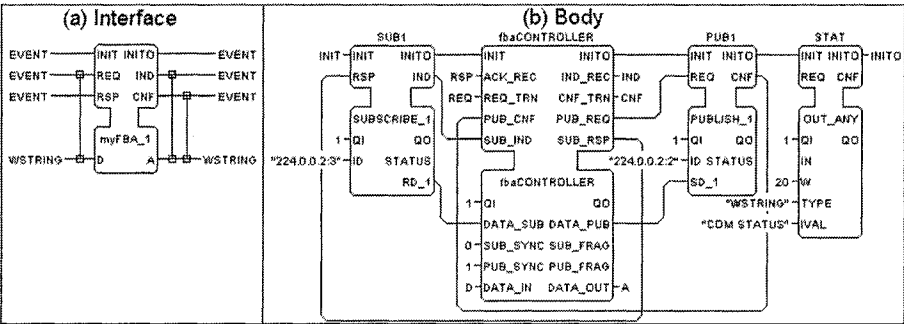 (a) Interface
EVENT INIT INITO EVENT
EVENT REQ IND EVENT
EVENT RSP CNF EVENT
myFBA_1
WSTRING D A WSTRING
(b) Body
SUB1 fbaCONTROLLER PUB1 STAT
INIT INIT INITO INIT INITO INIT INITO INIT INITO INITO
RSP IND RSP ACK_REC IND_REC IND REQ CNF REQ CNF
REQ REQ_TRN CNF_TRN CNF
SUBSCRIBE_1 PUB_CNF PUB_REQ PUBLISH_1 OUT_ANY
1 QI QO SUB_IND SUB_RSP 1 QI QO 1 QI QO
"224.0.0.2:3" ID STATUS "224.0.0.2:2" ID STATUS IN
RD_1 fbaCONTROLLER SD_1 20 W
1 QI QO "WSTRING" TYPE
DATA_SUB DATA_PUB "COM STATUS" IVAL
0 SUB_SYNC SUB_FRAG
1 PUB_SYNC PUB_FRAG
D DATA_IN DATA_OUT A